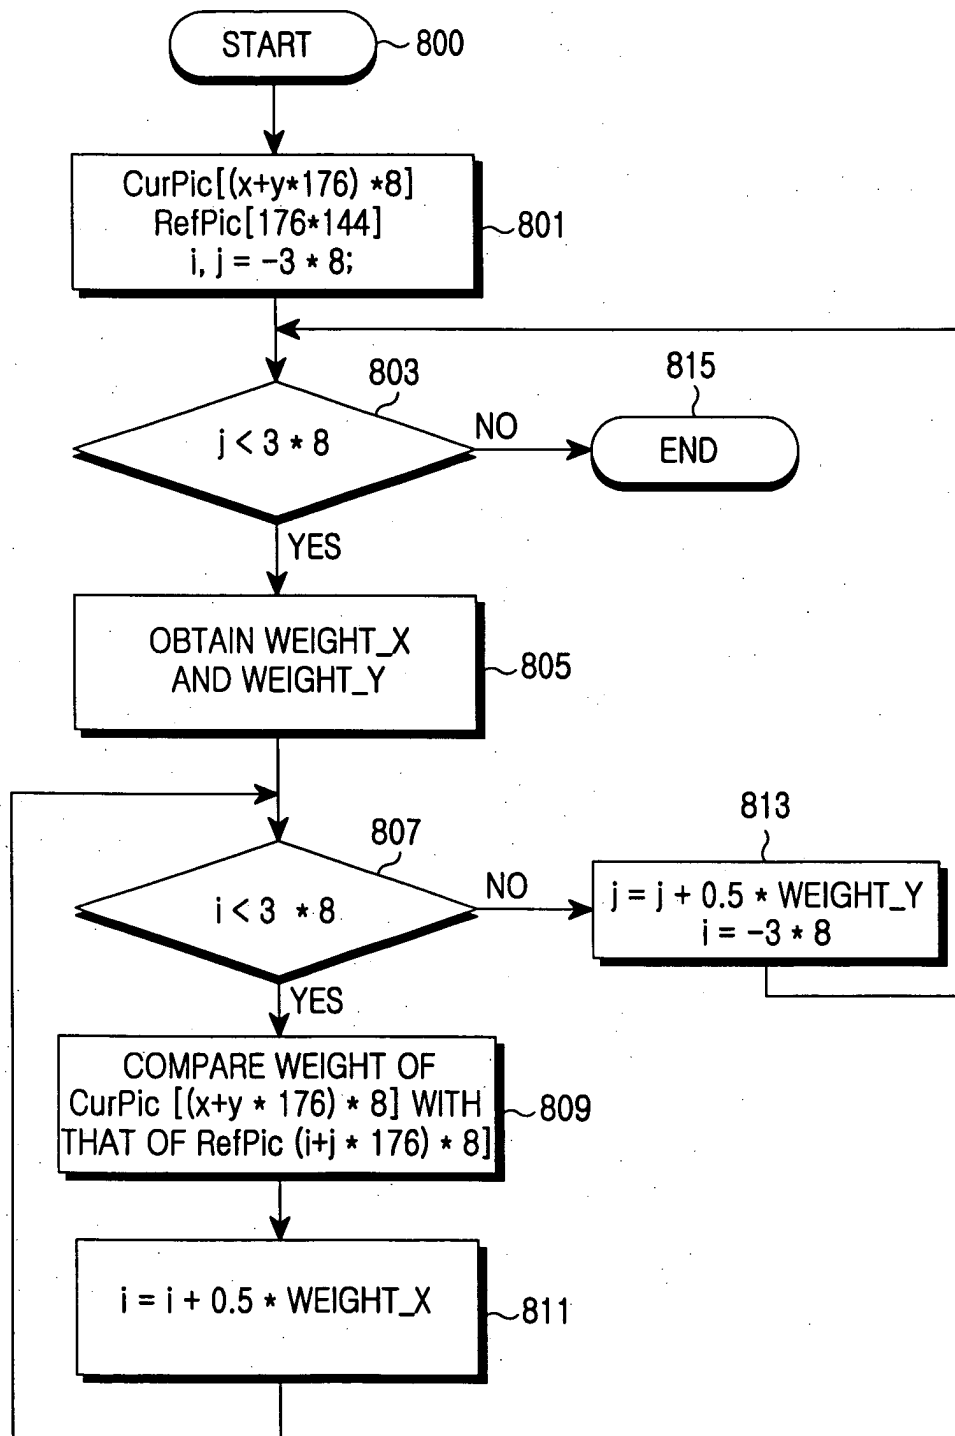 START
800
CurPic[(x+y*176) *8]
RefPic[176*144]
i, j = -3 * 8;
801
803
815
j < 3 * 8
NO
END
YES
OBTAIN WEIGHT_X
AND WEIGHT_Y
805
807
813
i < 3 * 8
NO
j = j + 0.5 * WEIGHT_Y
i = -3 * 8
YES
COMPARE WEIGHT OF
CurPic [(x+y * 176) * 8] WITH
THAT OF RefPic (i+j * 176) * 8]
809
i = i + 0.5 * WEIGHT_X
811